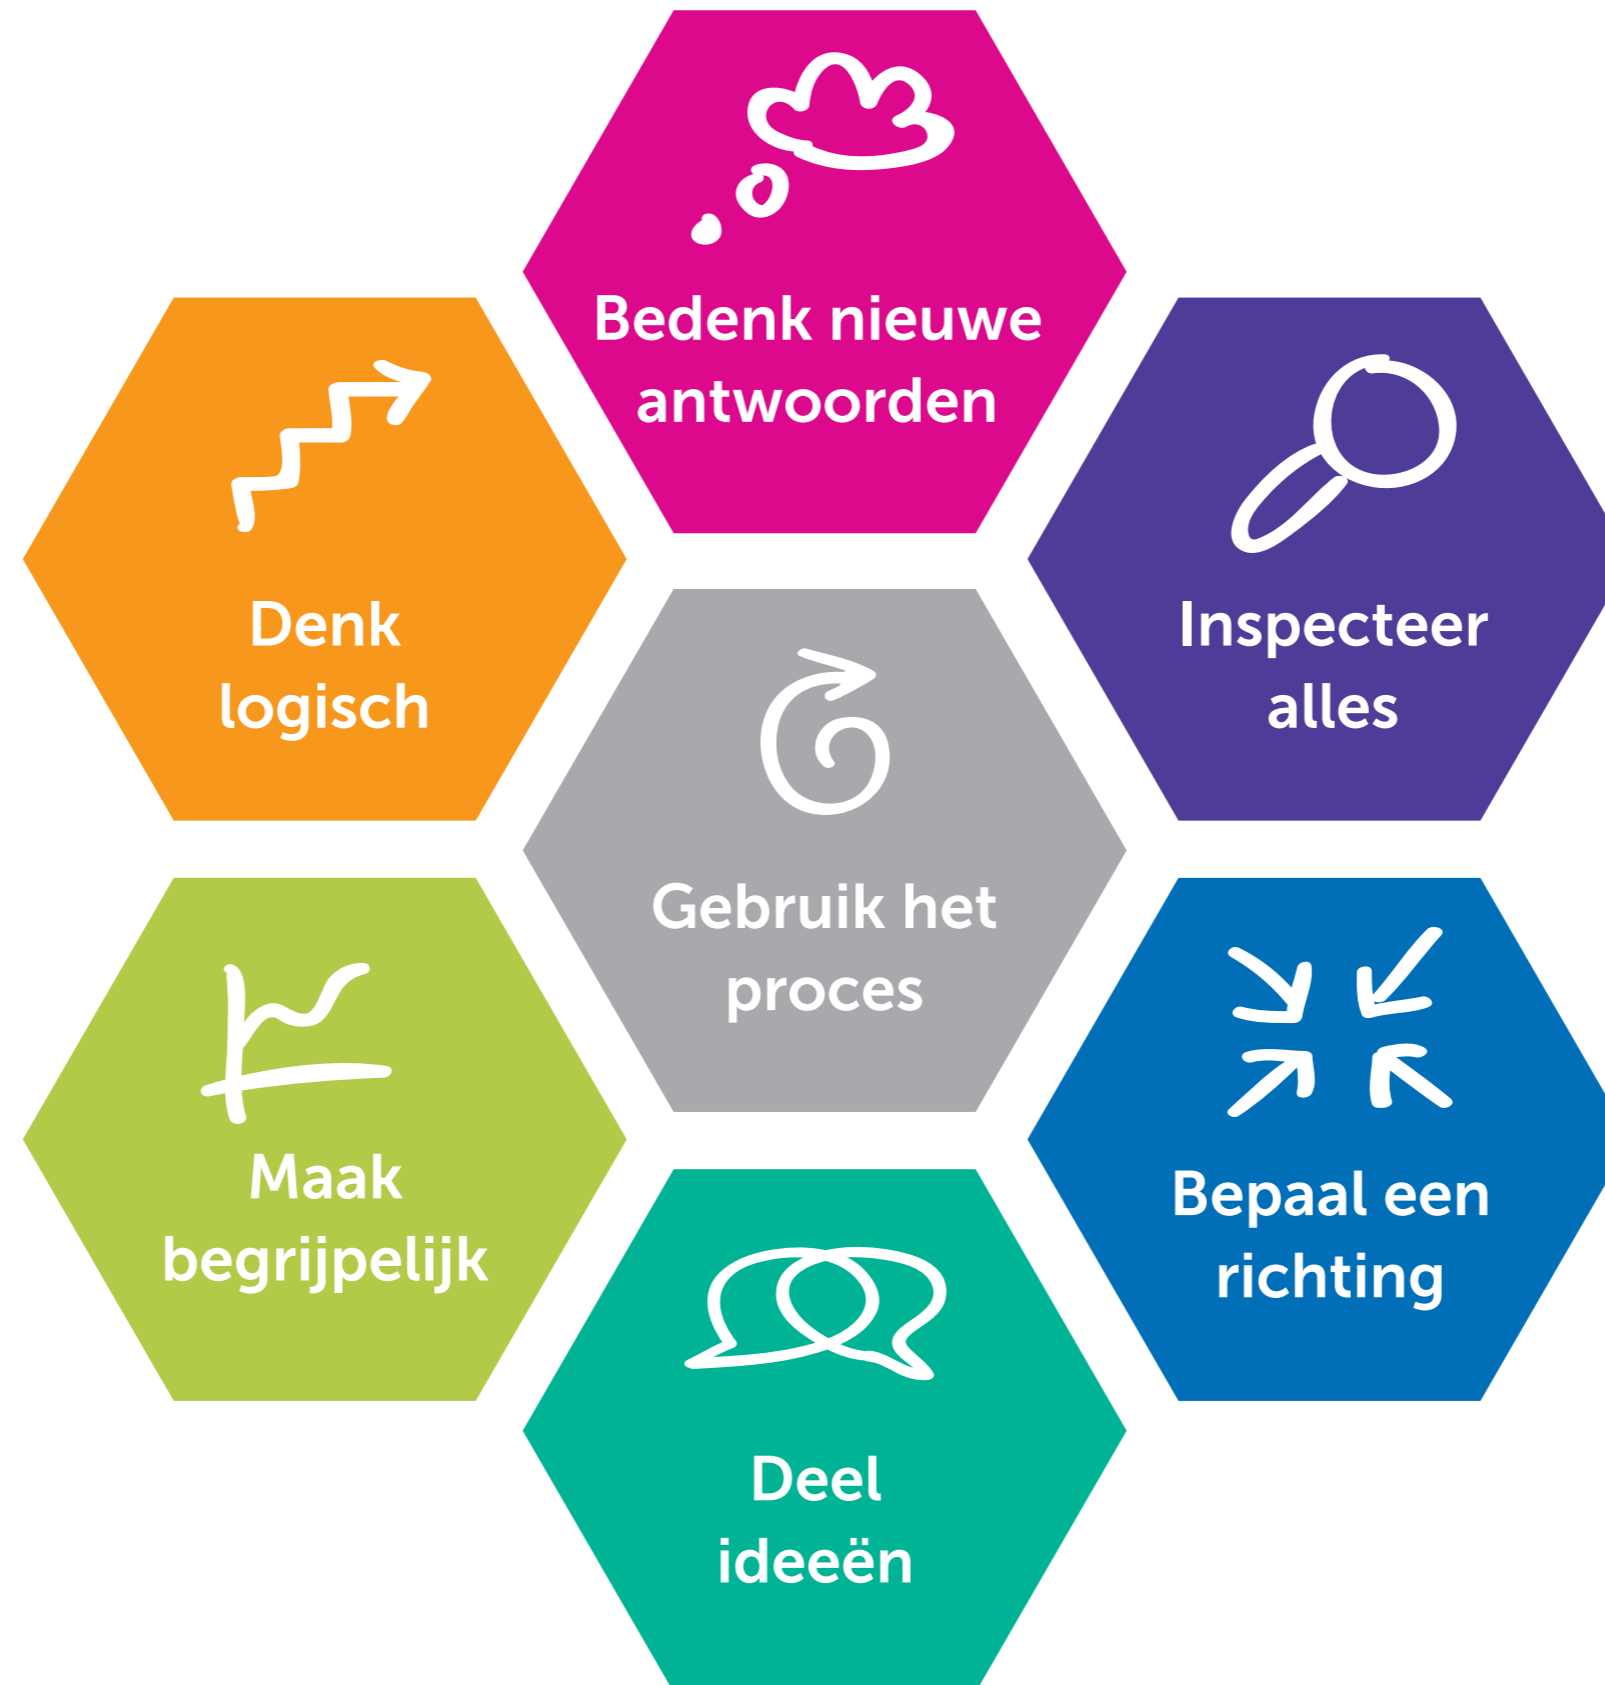 Bedenk nieuwe
antwoorden
Denk
logisch
Inspecteer
alles
Gebruik het
proces
Maak
begrijpelijk
Bepaal een
richting
Deel
ideeën